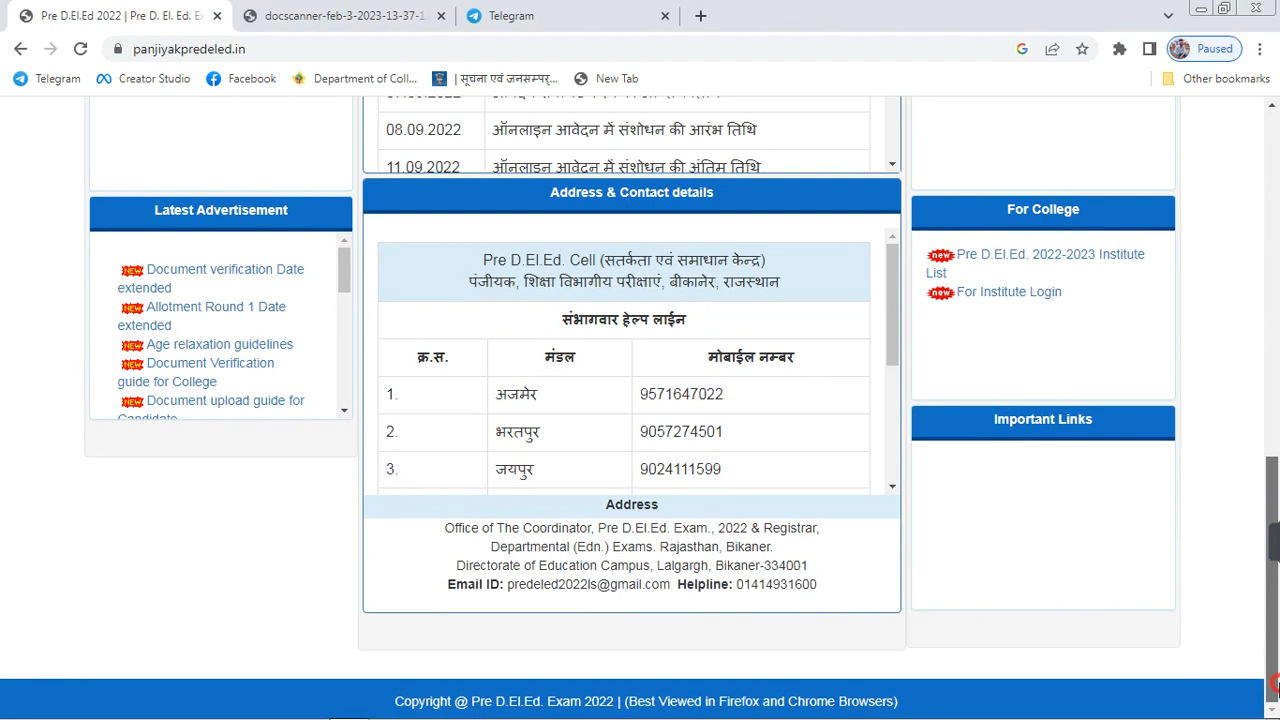 Pre D.El.Ed 2022 | Pre D. El. Ed. Ex
docscanner-feb-3-2023-13-37-1
Telegram
panjiyakpredeled.in
Paused
Telegram
Creator Studio
Facebook
Department of Coll...
| सूचना एवं जनसम्पर्...
New Tab
Other bookmarks
08.09.2022 ऑनलाइन आवेदन में संशोधन की आरंभ तिथि
11.09.2022 ऑनलाइन आवेदन में संशोधन की अंतिम तिथि
Latest Advertisement
NEW Document verification Date
extended
NEW Allotment Round 1 Date
extended
NEW Age relaxation guidelines
NEW Document Verification
guide for College
NEW Document upload guide for
Candidate
Address & Contact details
Pre D.El.Ed. Cell (सतर्कता एवं समाधान केन्द्र)
पंजीयक, शिक्षा विभागीय परीक्षाएं, बीकानेर, राजस्थान
संभागवार हेल्प लाईन
क्र.स. मंडल मोबाईल नम्बर
1. अजमेर 9571647022
2. भरतपुर 9057274501
3. जयपुर 9024111599
Address
Office of The Coordinator, Pre D.El.Ed. Exam., 2022 & Registrar,
Departmental (Edn.) Exams. Rajasthan, Bikaner.
Directorate of Education Campus, Lalgargh, Bikaner-334001
Email ID: predeled2022ls@gmail.com Helpline: 01414931600
For College
new Pre D.El.Ed. 2022-2023 Institute
List
new For Institute Login
Important Links
Copyright @ Pre D.El.Ed. Exam 2022 | (Best Viewed in Firefox and Chrome Browsers)